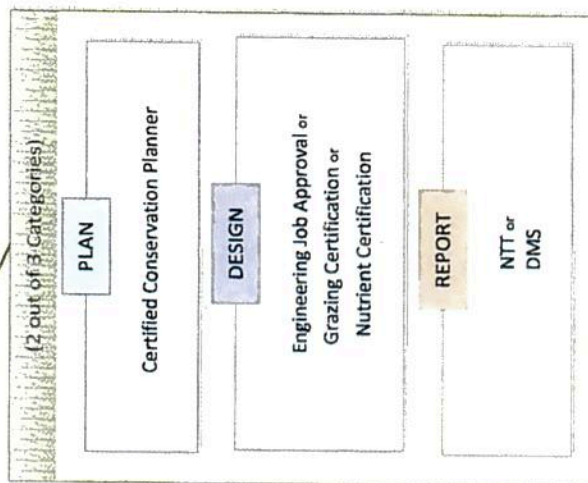 (2 out of 3 Categories)
PLAN
Certified Conservation Planner
DESIGN
Engineering Job Approval or
Grazing Certification or
Nutrient Certification
REPORT
NTT or
DMS